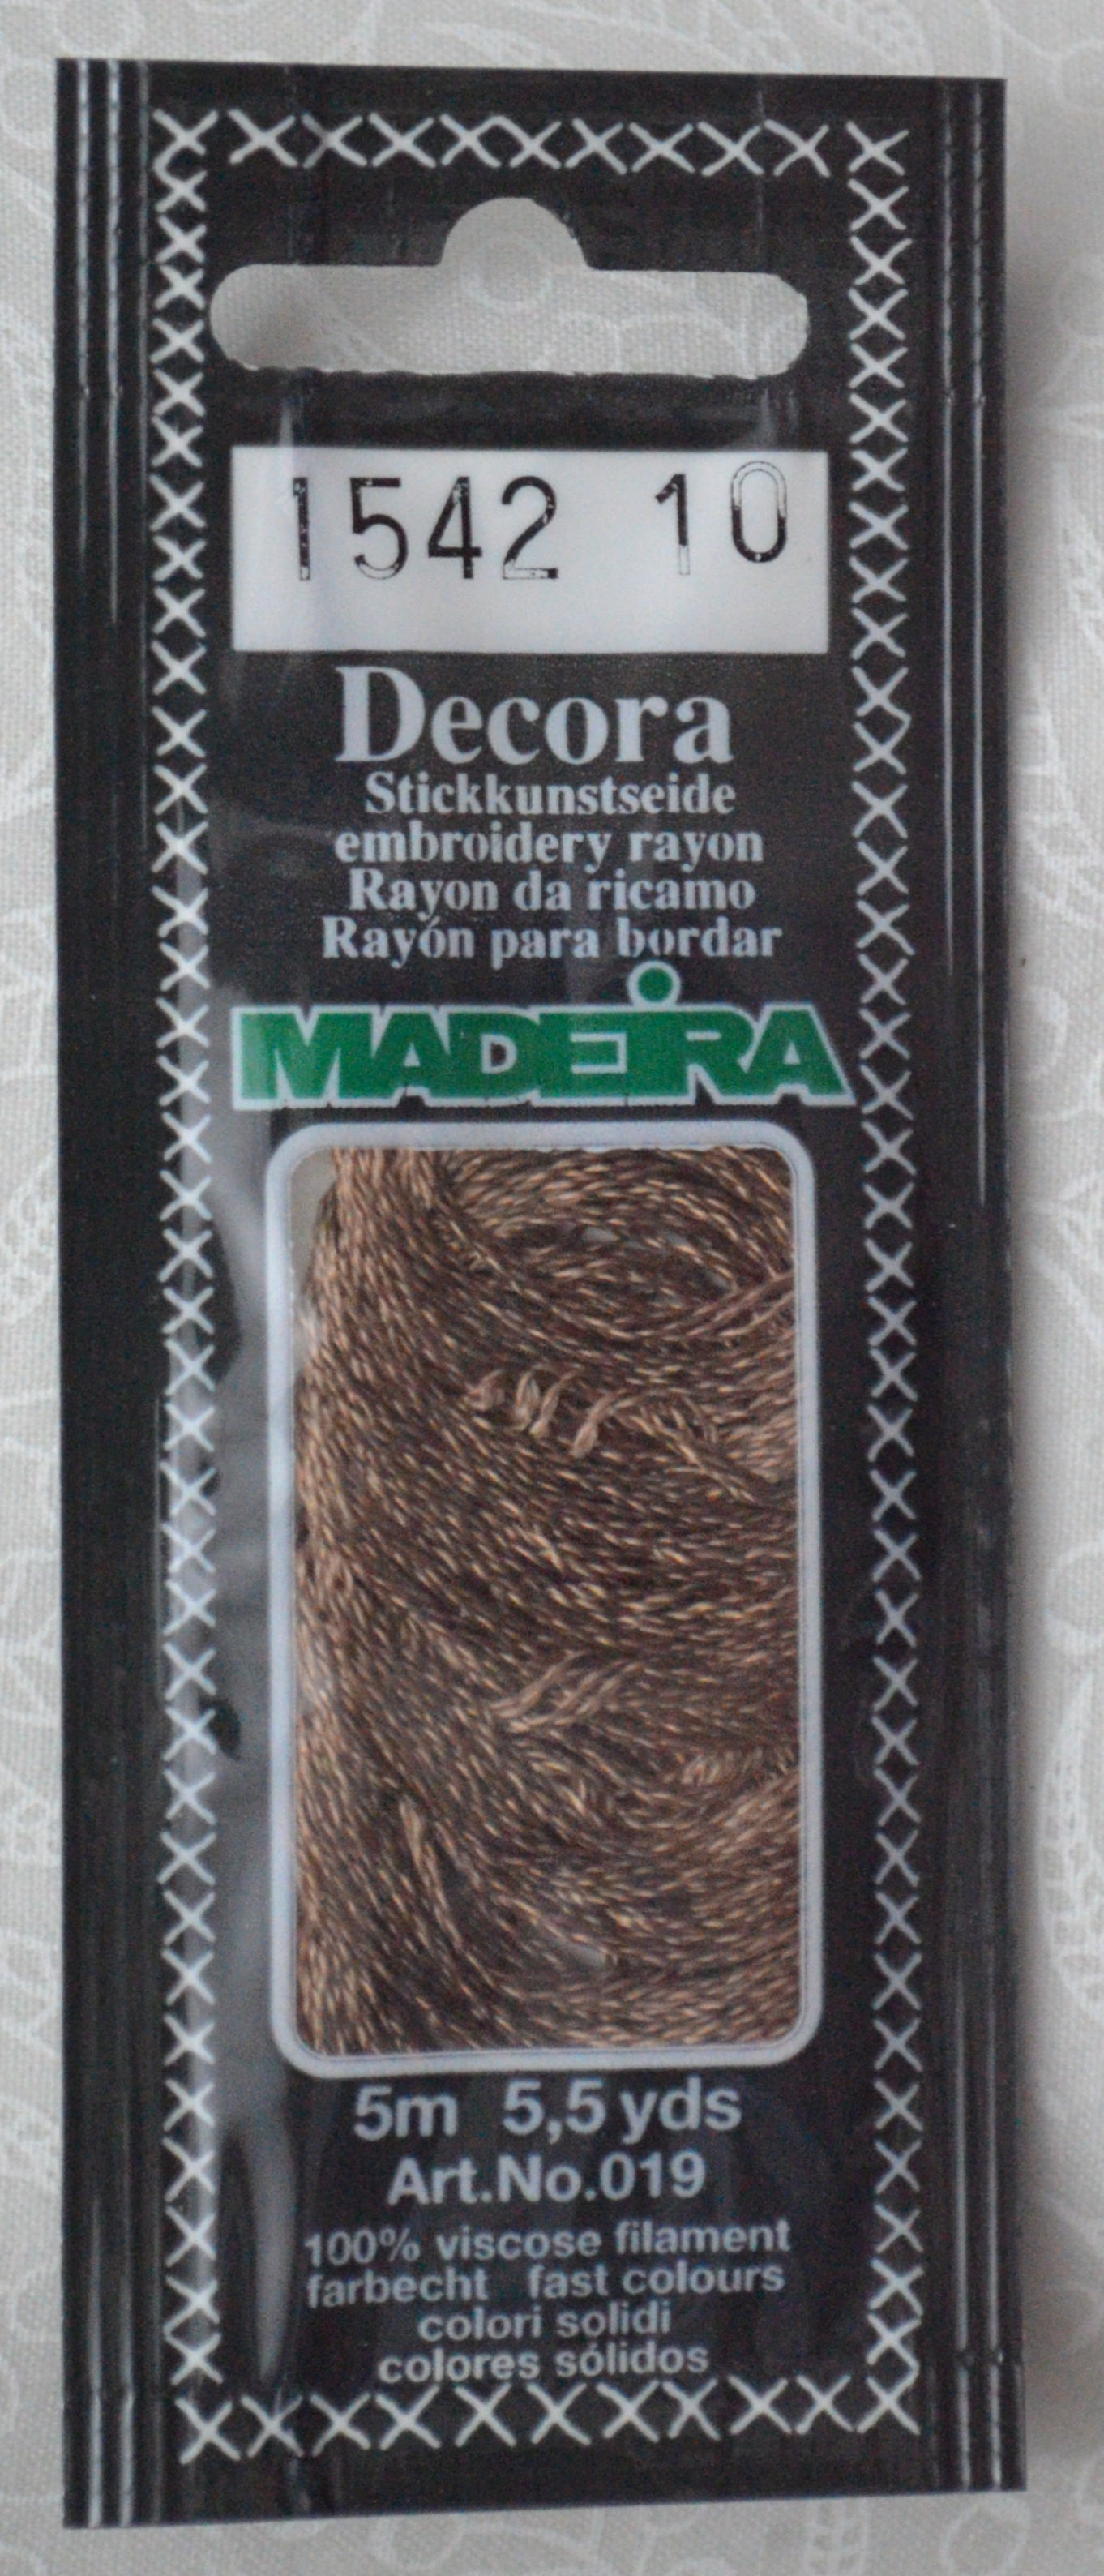 1542 10
Decora
Stickkunstseide
embroidery rayon
Rayon da ricamo
Rayón para bordar
MADEIRA
5m 5,5 yds
Art.No.019
100% viscose filament
farbecht fast colours
colori solidi
colores sólidos